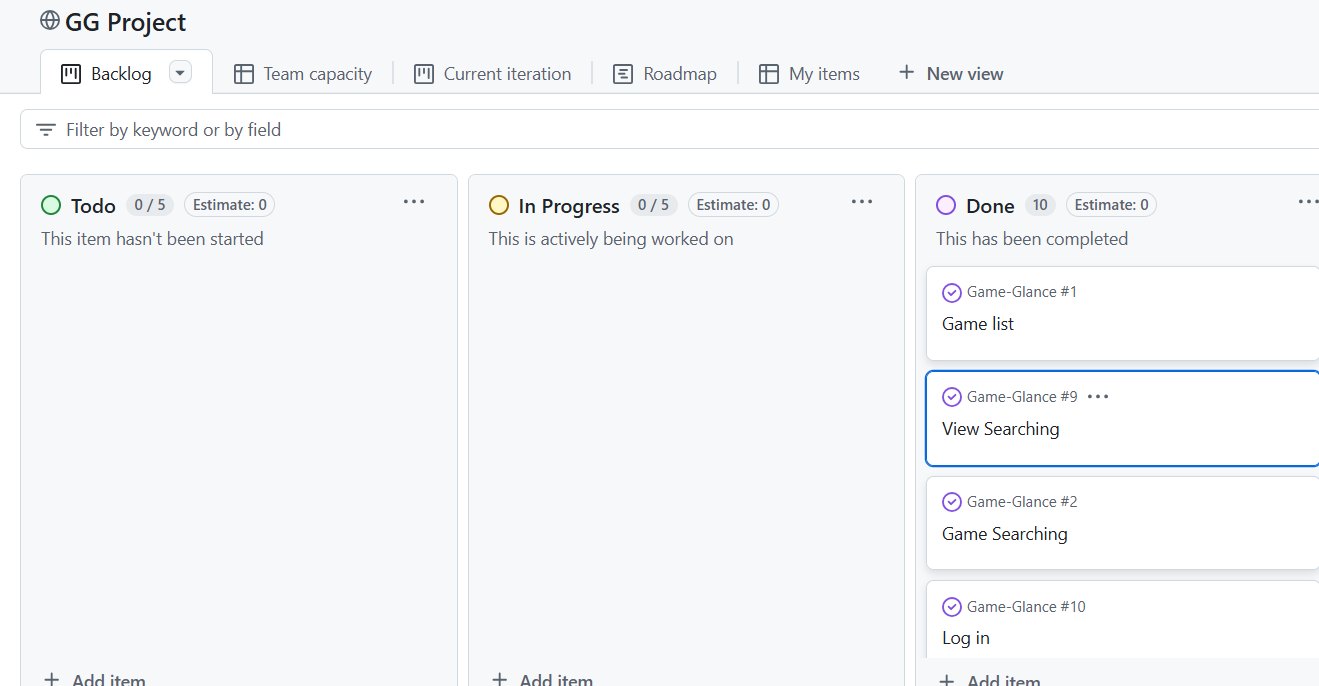 GG Project
Backlog
Team capacity
Current iteration
Roadmap
My items
New view
Filter by keyword or by field
Todo 0 / 5 Estimate: 0
This item hasn't been started
Add item
In Progress 0 / 5 Estimate: 0
This is actively being worked on
Add item
Done 10 Estimate: 0
This has been completed
Game-Glance #1
Game list
Game-Glance #9
View Searching
Game-Glance #2
Game Searching
Game-Glance #10
Log in
Add item